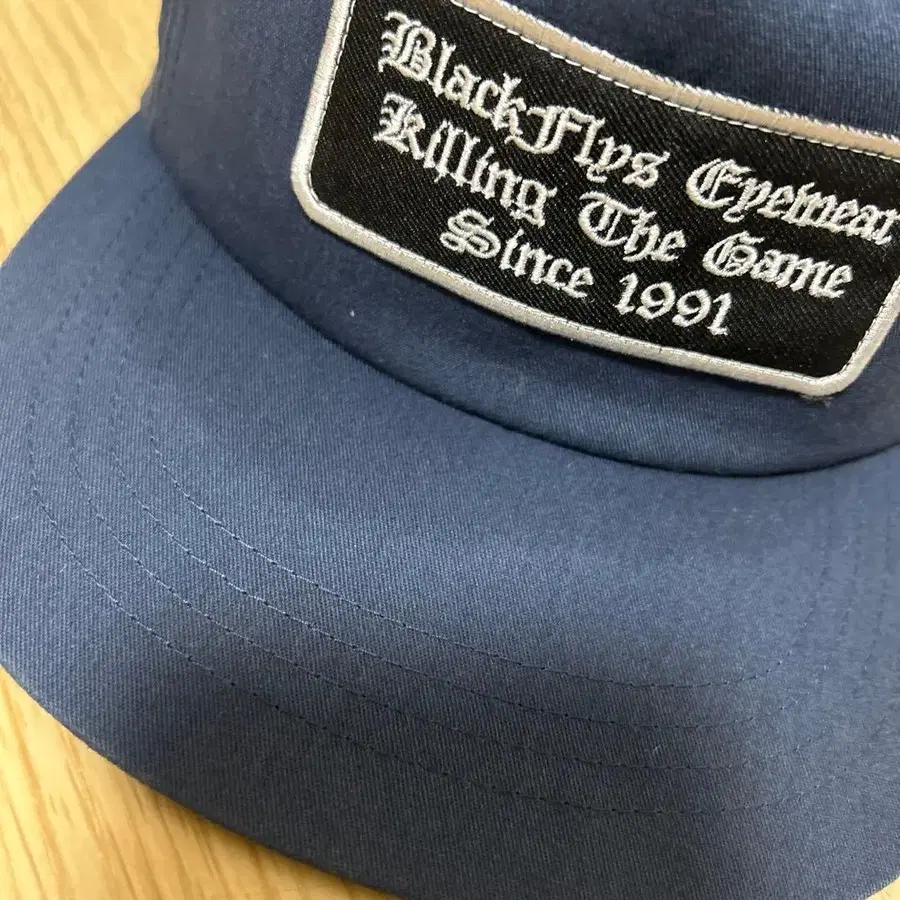 BlackFlys Eyewear
Killing The Game
Since 1991